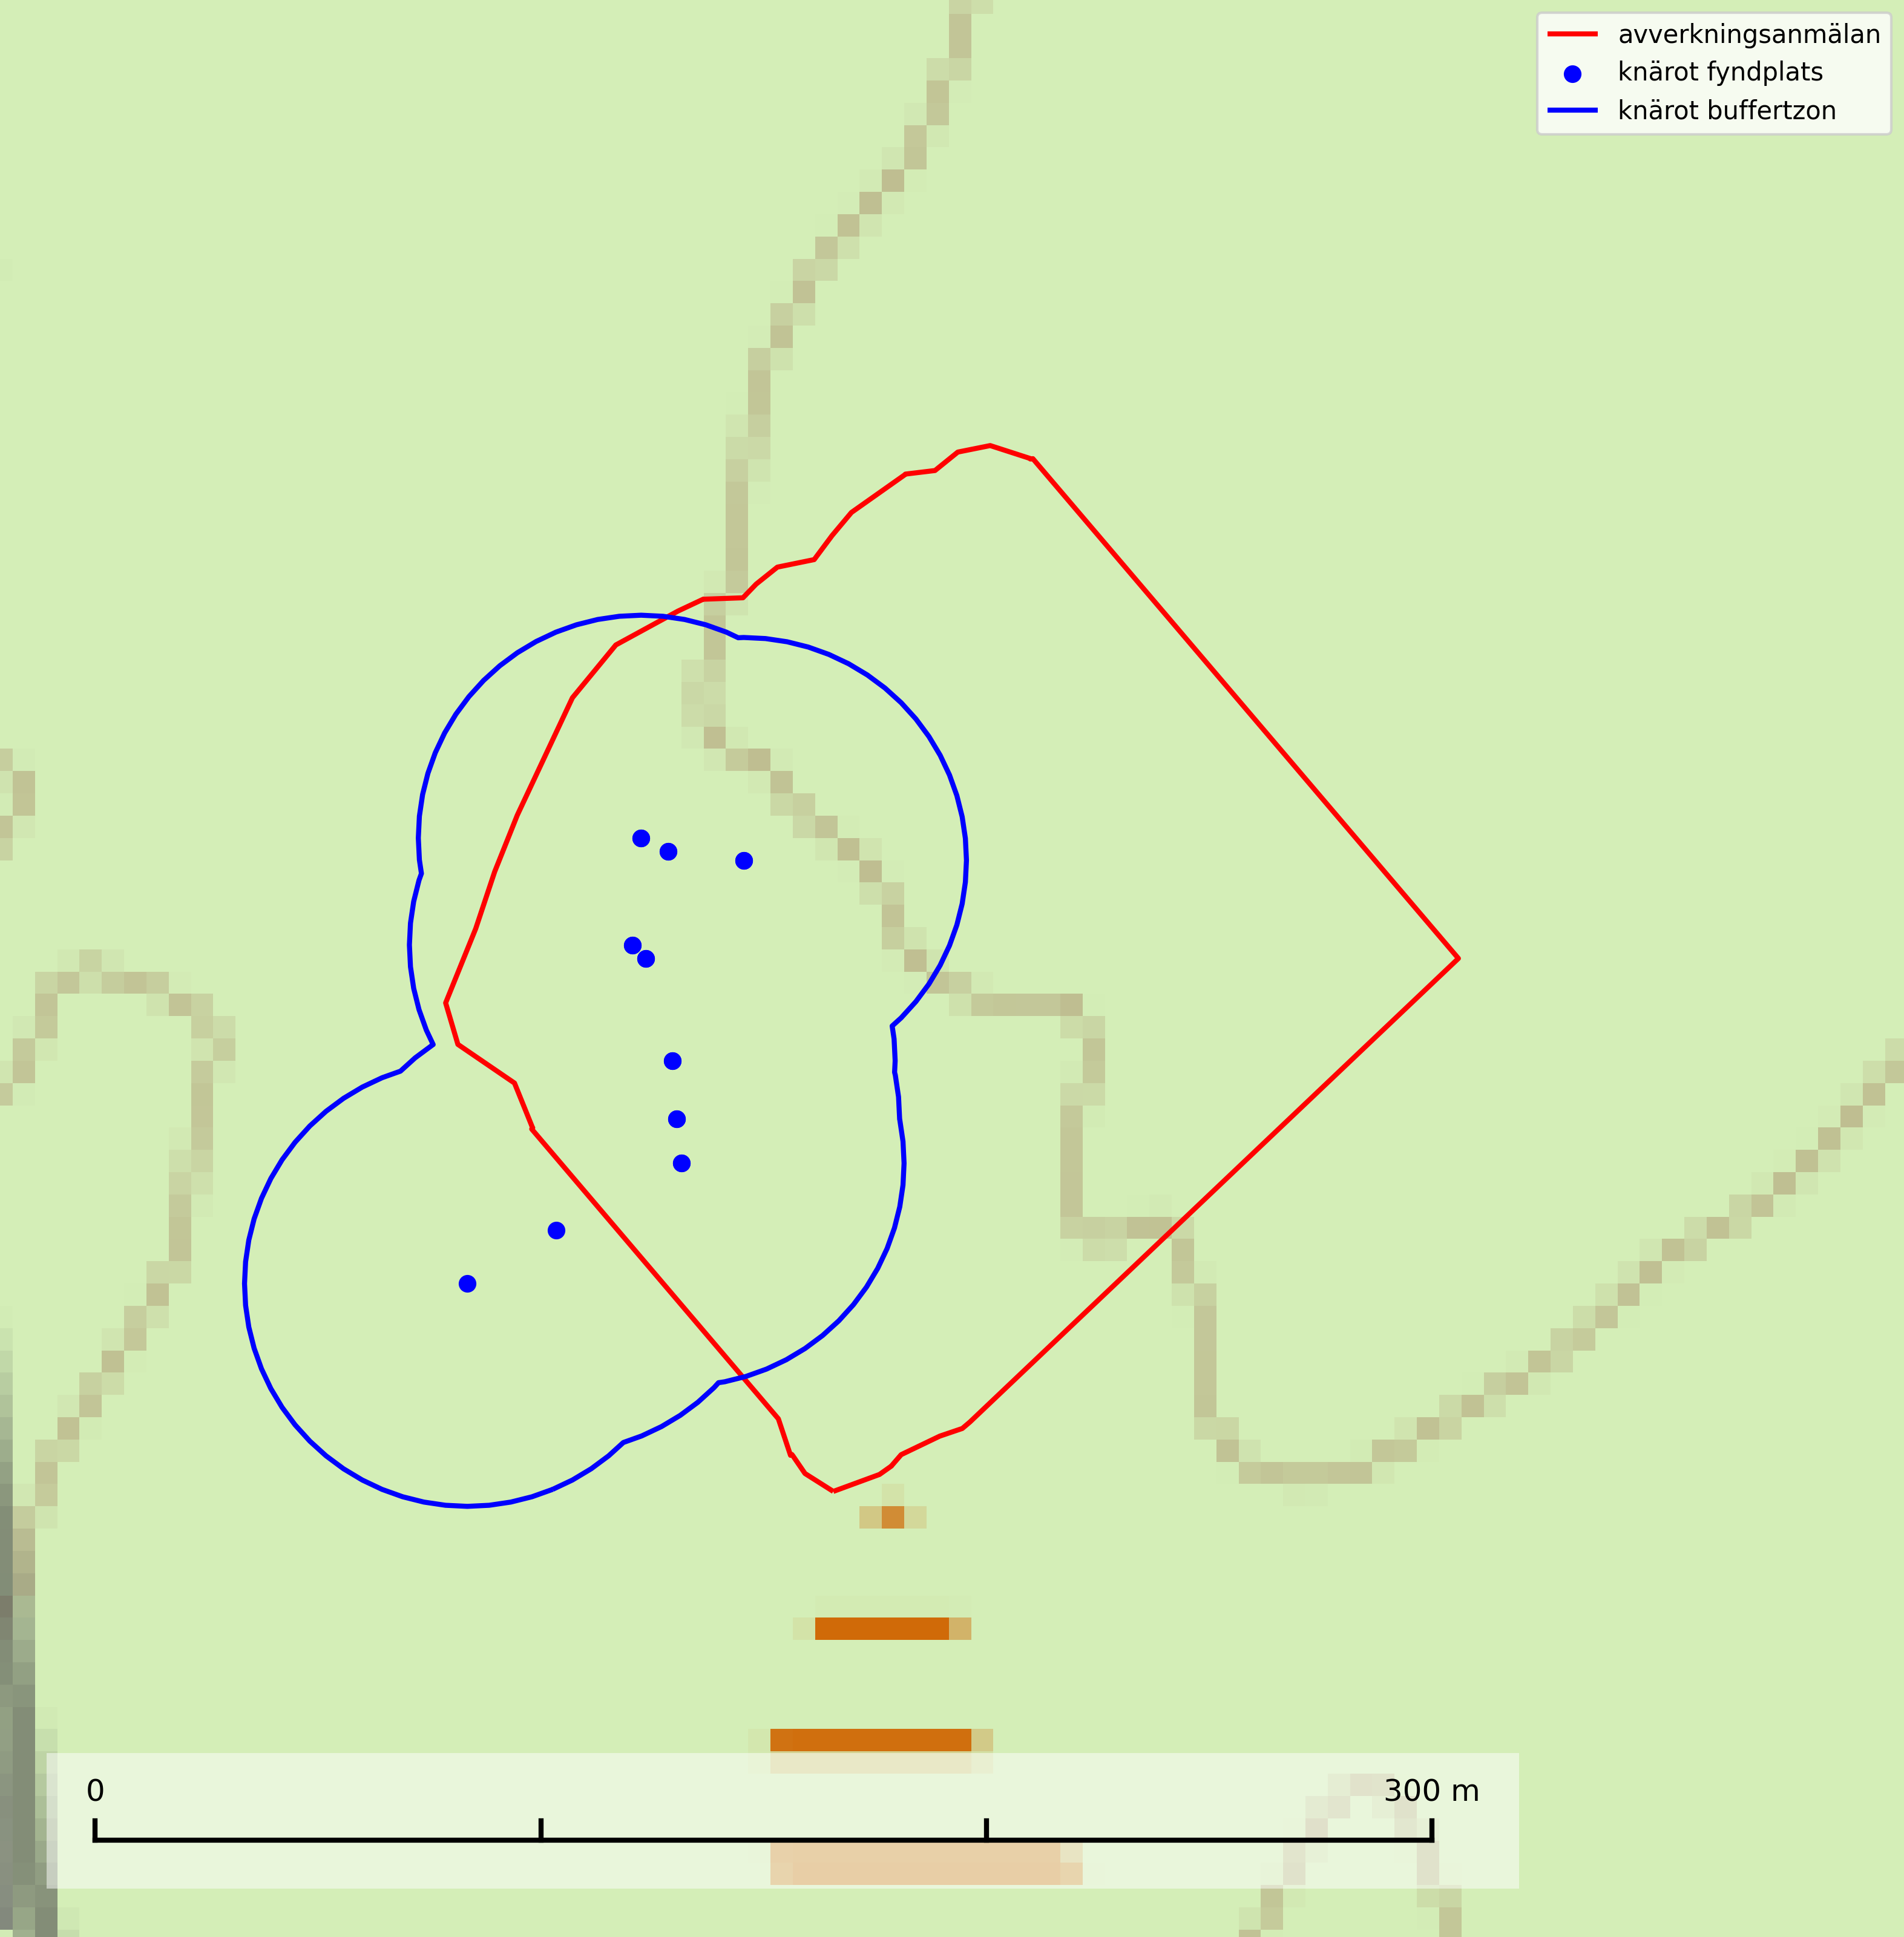 avverkningsanmälan
knärot fyndplats
knärot buffertzon
0
300 m